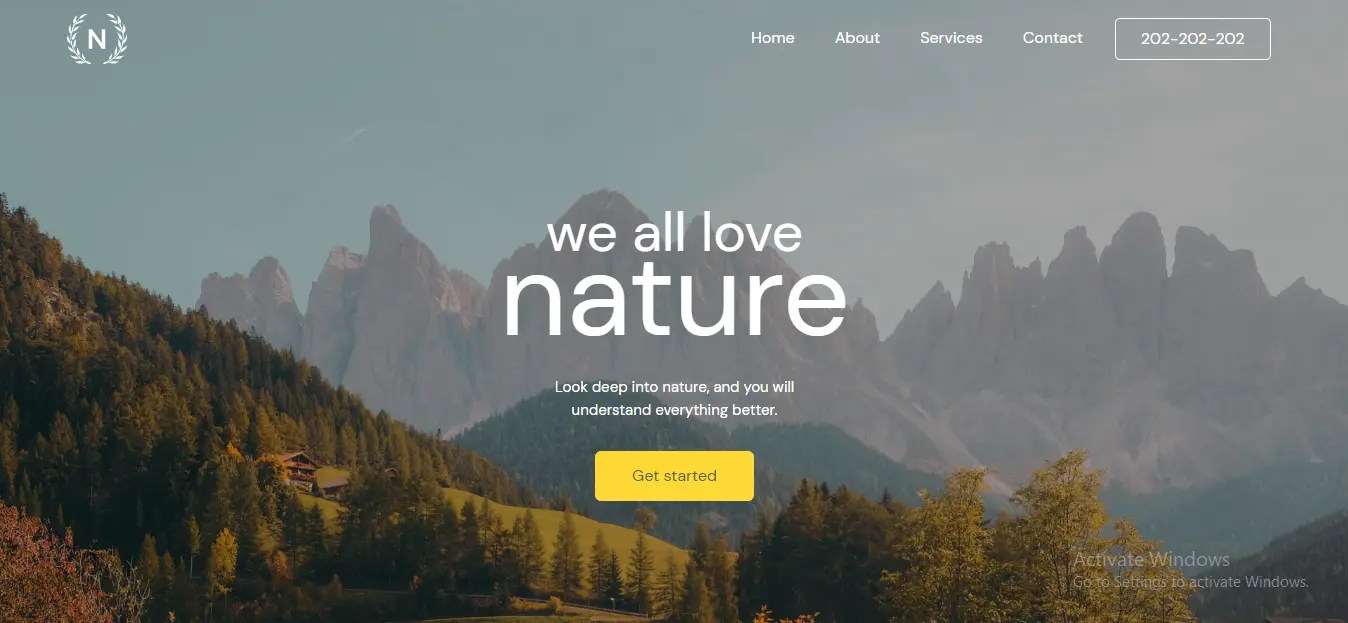 N
Home About Services Contact 202-202-202
we all love
nature
Look deep into nature, and you will
understand everything better.
Get started
Activate Windows
Go to Settings to activate Windows.